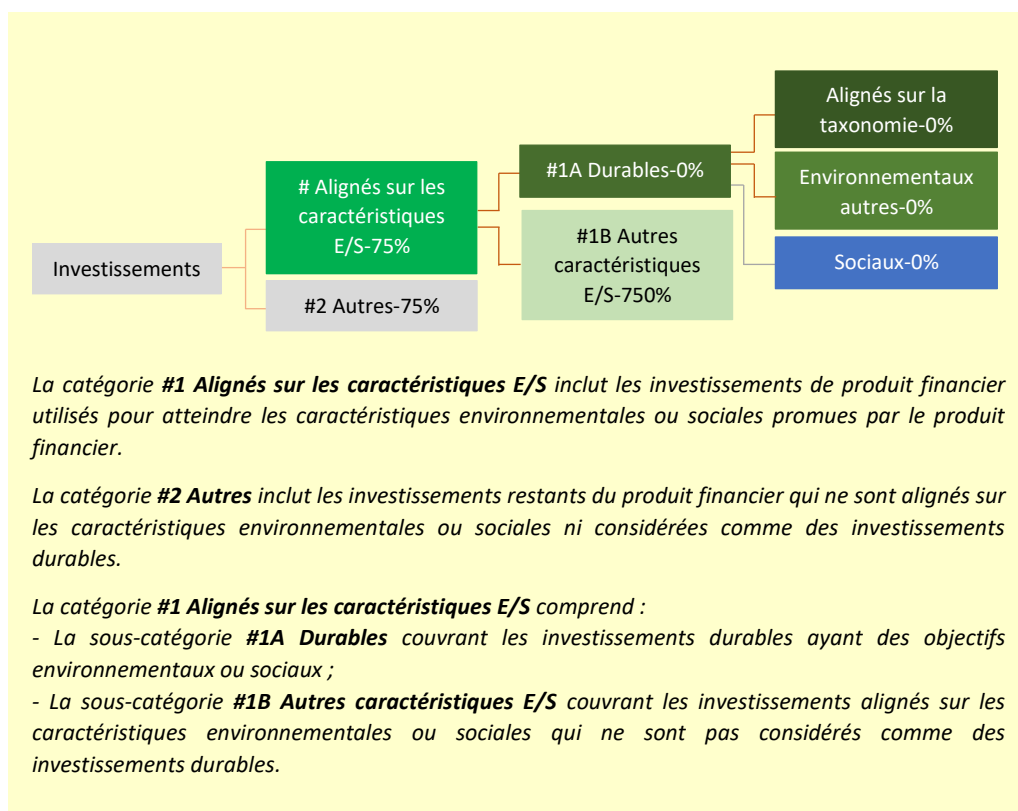 Investissements
# Alignés sur les
caractéristiques
E/S-75%
#2 Autres-75%
#1A Durables-0%
#1B Autres
caractéristiques
E/S-750%
Alignés sur la
taxonomie-0%
Environnementaux
autres-0%
Sociaux-0%
La catégorie #1 Alignés sur les caractéristiques E/S inclut les investissements de produit financier
utilisés pour atteindre les caractéristiques environnementales ou sociales promues par le produit
financier.
La catégorie #2 Autres inclut les investissements restants du produit financier qui ne sont alignés sur
les caractéristiques environnementales ou sociales ni considérées comme des investissements
durables.
La catégorie #1 Alignés sur les caractéristiques E/S comprend :
- La sous-catégorie #1A Durables couvrant les investissements durables ayant des objectifs
environnementaux ou sociaux ;
- La sous-catégorie #1B Autres caractéristiques E/S couvrant les investissements alignés sur les
caractéristiques environnementales ou sociales qui ne sont pas considérés comme des
investissements durables.